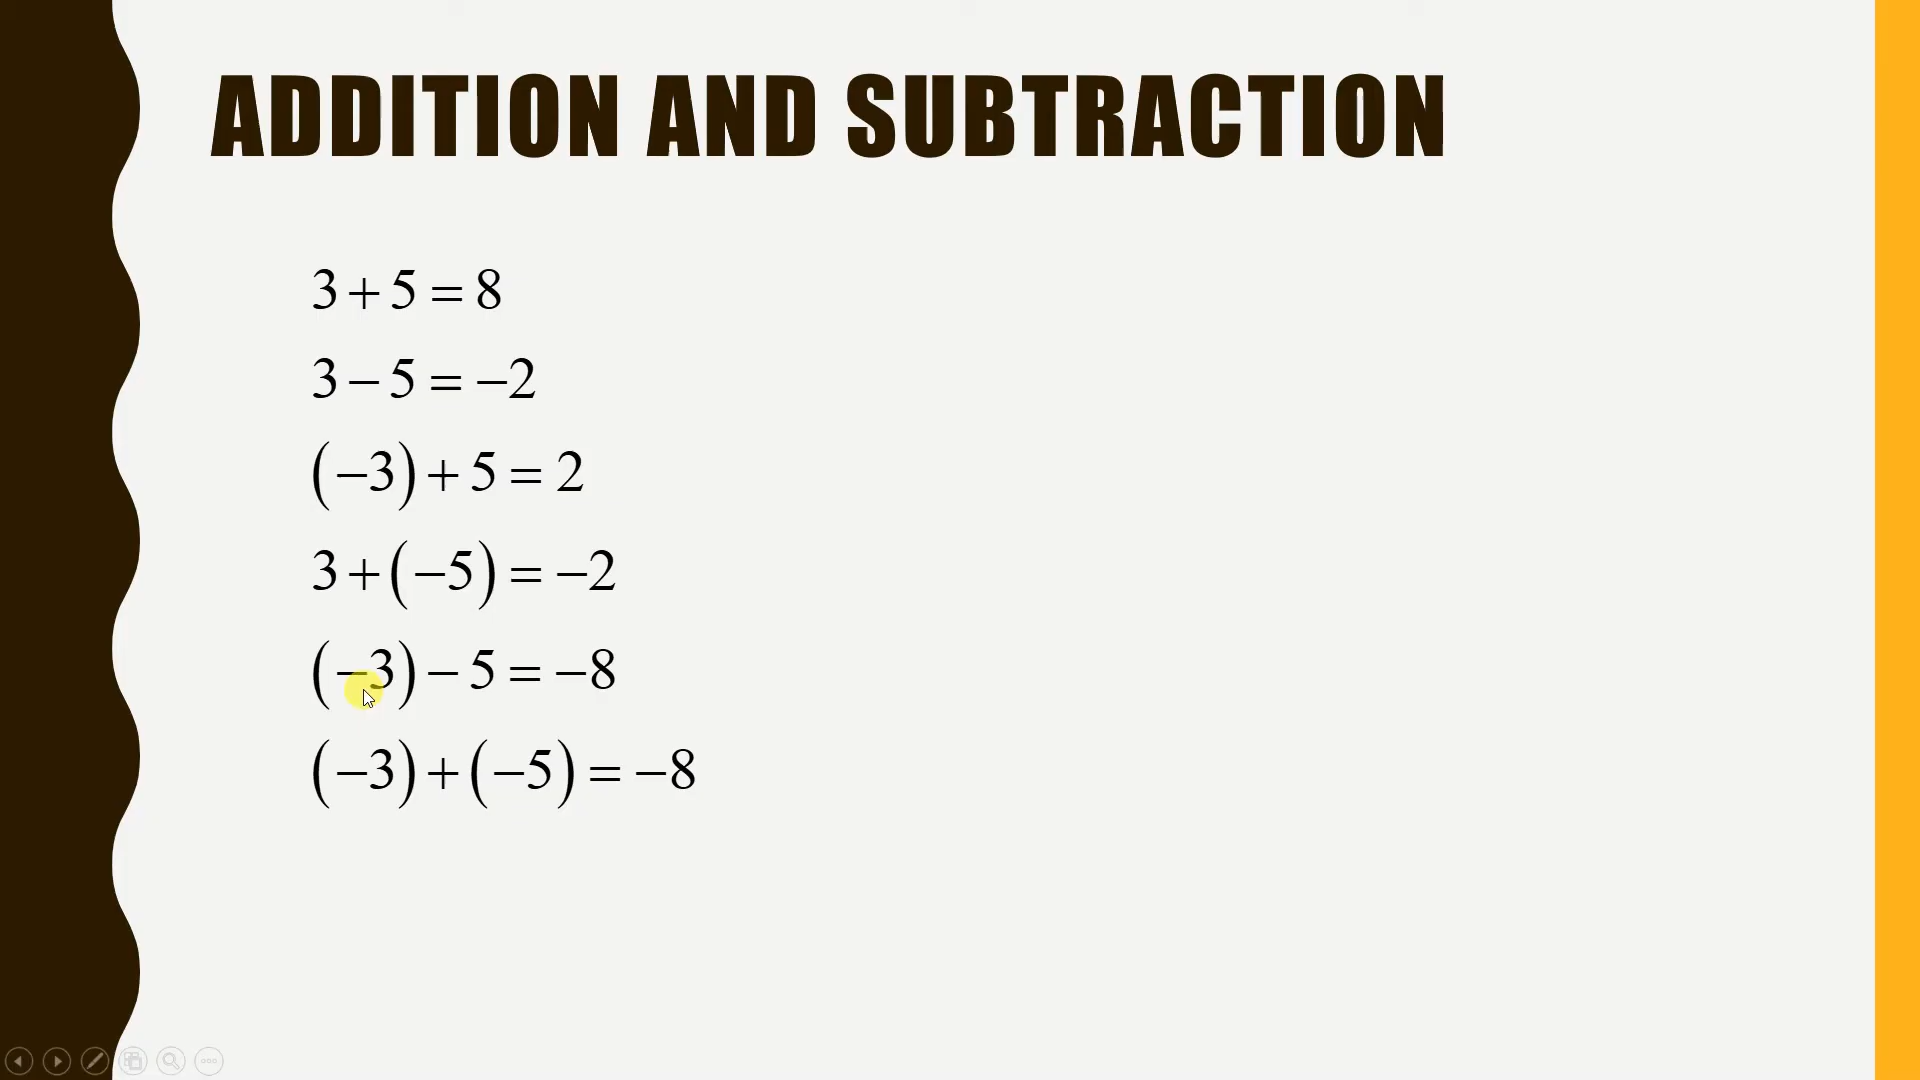 ADDITION AND SUBTRACTION
3 + 5 = 8
3 − 5 = −2
(−3) + 5 = 2
3 + (−5) = −2
(−3) − 5 = −8
(−3) + (−5) = −8